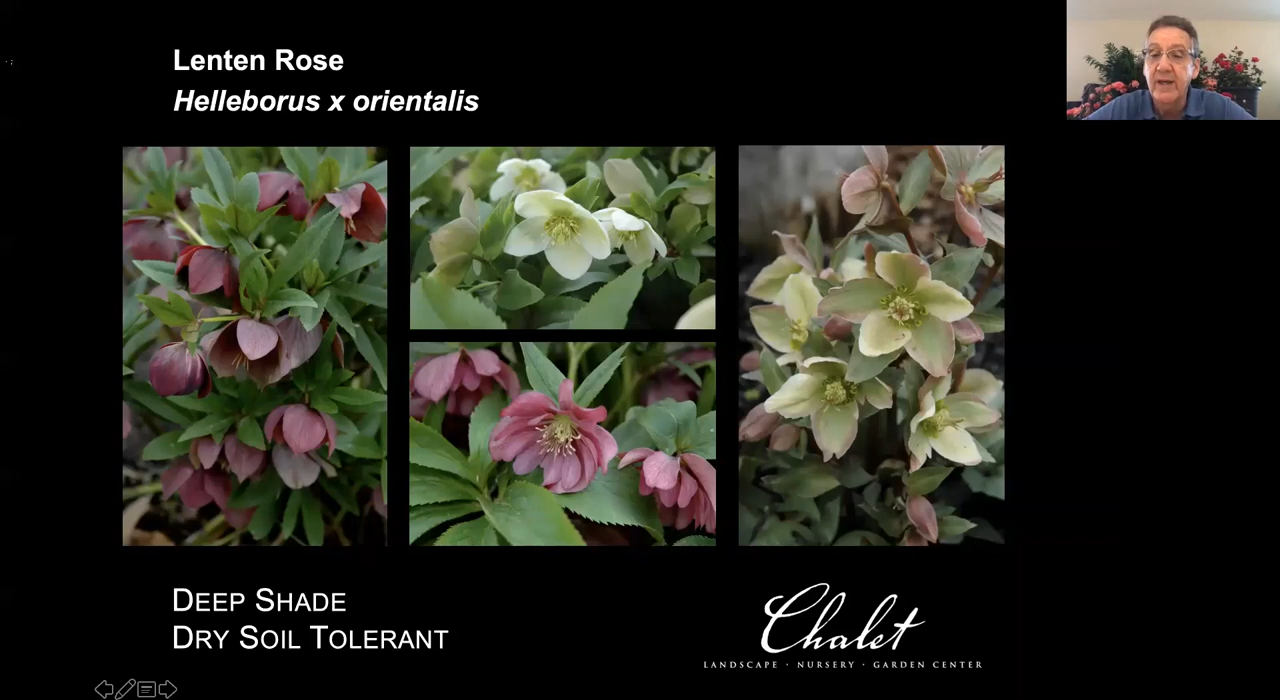 Lenten Rose
Helleborus x orientalis
DEEP SHADE
DRY SOIL TOLERANT
Chalet
LANDSCAPE · NURSERY · GARDEN CENTER